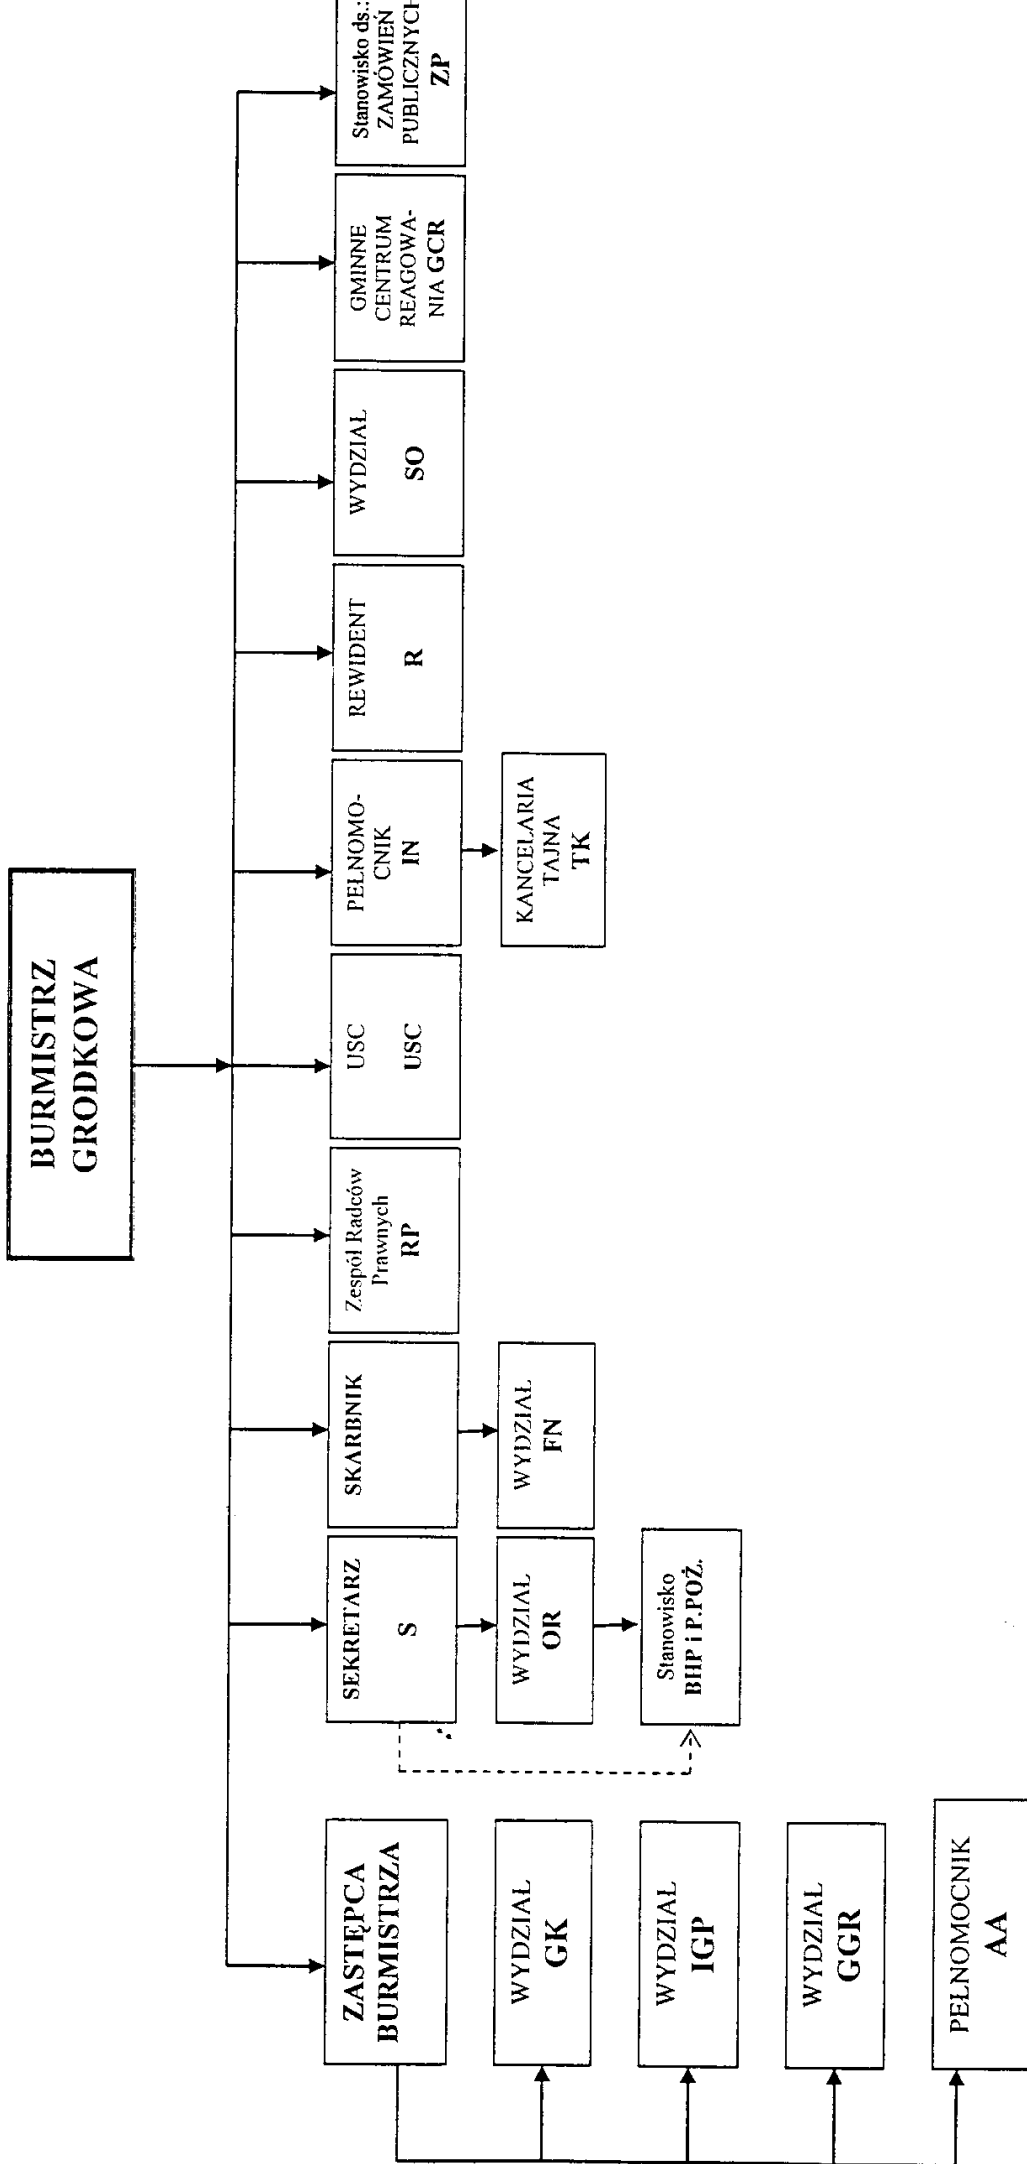 BURMISTRZ
GRODKOWA
ZASTĘPCA
BURMISTRZA
SEKRETARZ
S
SKARBNIK
Zespół Radców
Prawnych
RP
USC
USC
PEŁNOMO-
CNIK
IN
REWIDENT
R
WYDZIAŁ
SO
GMINNE
CENTRUM
REAGOWA-
NIA GCR
Stanowisko ds.:
ZAMÓWIEŃ
PUBLICZNYCH
ZP
WYDZIAŁ
GK
WYDZIAŁ
OR
WYDZIAŁ
FN
KANCELARIA
TAJNA
TK
WYDZIAŁ
IGP
Stanowisko
BHP i P.POŻ.
WYDZIAŁ
GGR
PEŁNOMOCNIK
AA